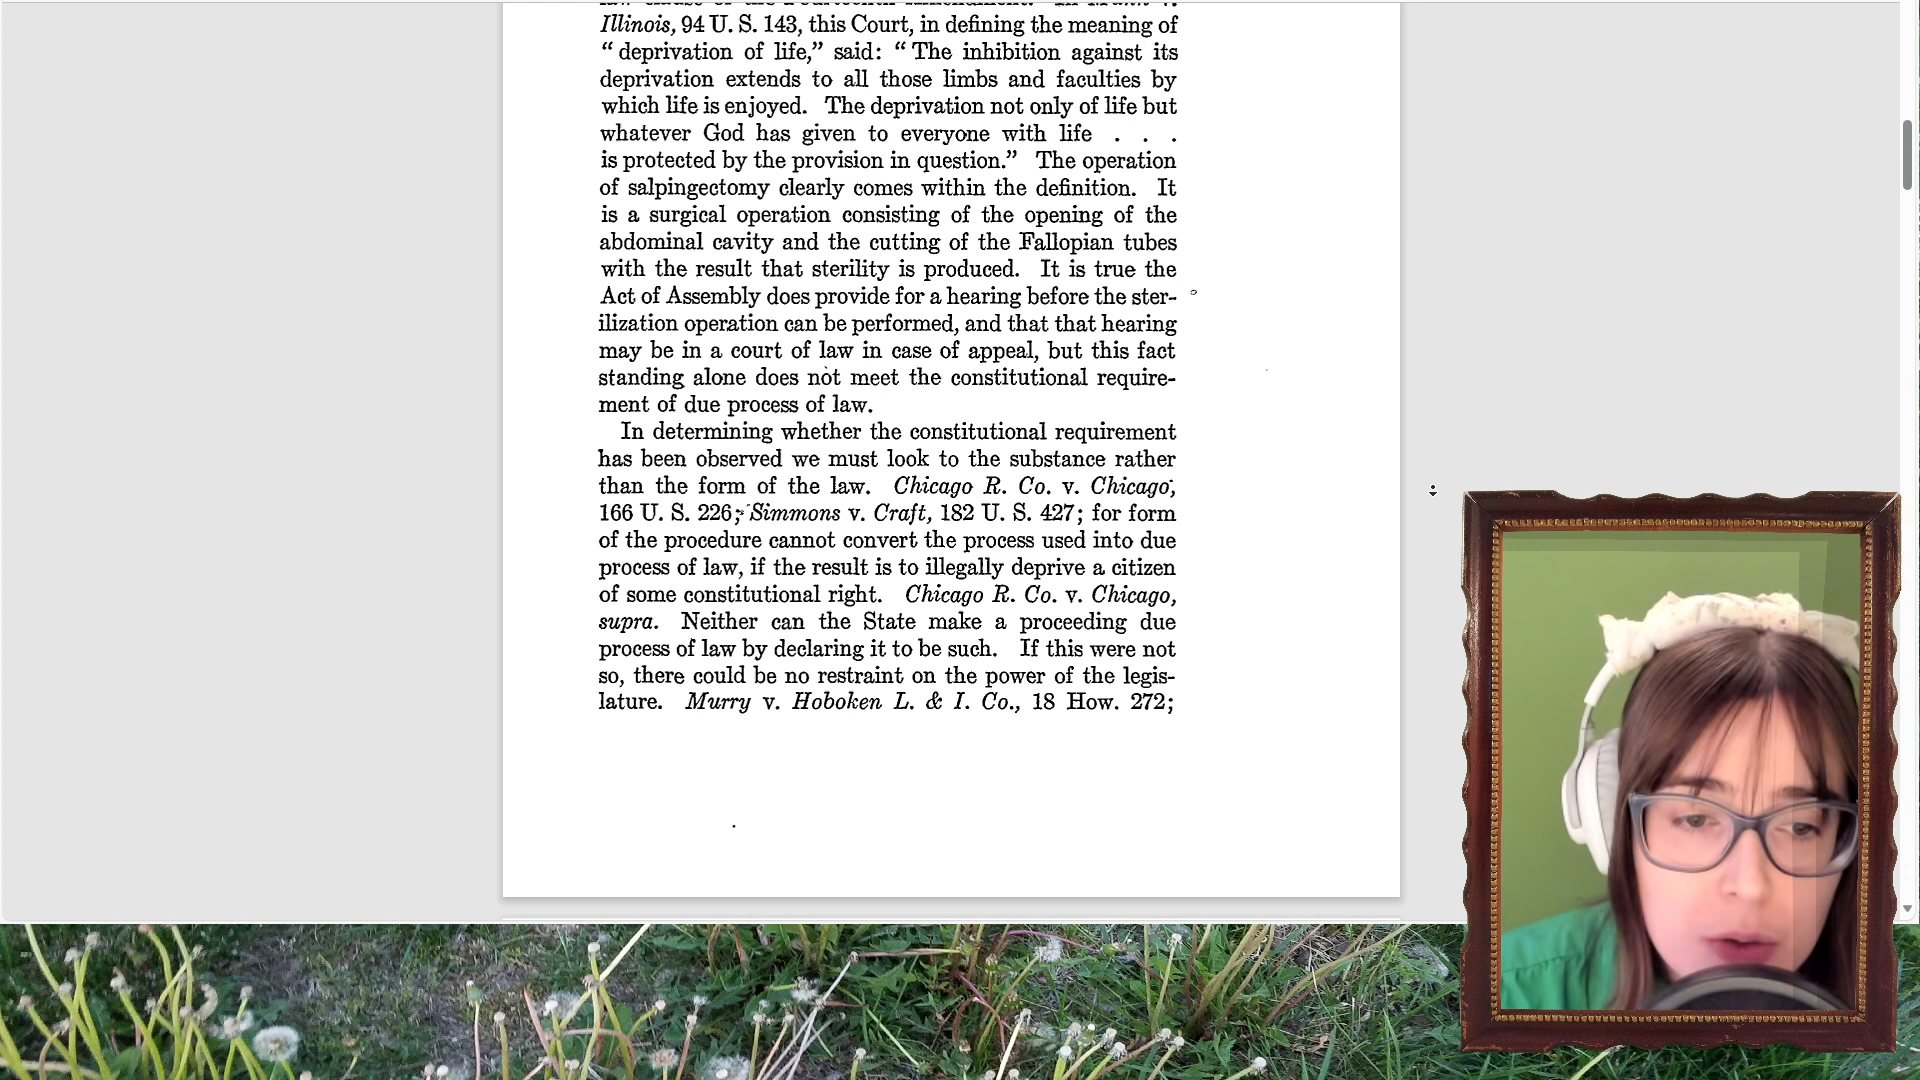 Illinois, 94 U. S. 143, this Court, in defining the meaning of
“ deprivation of life,” said: “ The inhibition against its
deprivation extends to all those limbs and faculties by
which life is enjoyed. The deprivation not only of life but
whatever God has given to everyone with life . . .
is protected by the provision in question.” The operation
of salpingectomy clearly comes within the definition. It
is a surgical operation consisting of the opening of the
abdominal cavity and the cutting of the Fallopian tubes
with the result that sterility is produced. It is true the
Act of Assembly does provide for a hearing before the ster-
ilization operation can be performed, and that that hearing
may be in a court of law in case of appeal, but this fact
standing alone does not meet the constitutional require-
ment of due process of law.
In determining whether the constitutional requirement
has been observed we must look to the substance rather
than the form of the law. Chicago R. Co. v. Chicago,
166 U. S. 226; Simmons v. Craft, 182 U. S. 427; for form
of the procedure cannot convert the process used into due
process of law, if the result is to illegally deprive a citizen
of some constitutional right. Chicago R. Co. v. Chicago,
supra. Neither can the State make a proceeding due
process of law by declaring it to be such. If this were not
so, there could be no restraint on the power of the legis-
lature. Murry v. Hoboken L. & I. Co., 18 How. 272;